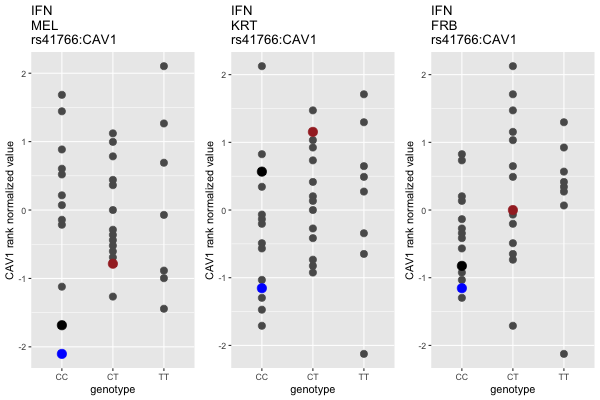 IFN
MEL
rs41766:CAV1
CAV1 rank normalized value
2
1
0
-1
-2
CC CT TT
genotype
IFN
KRT
rs41766:CAV1
CAV1 rank normalized value
2
1
0
-1
-2
CC CT TT
genotype
IFN
FRB
rs41766:CAV1
CAV1 rank normalized value
2
1
0
-1
-2
CC CT TT
genotype